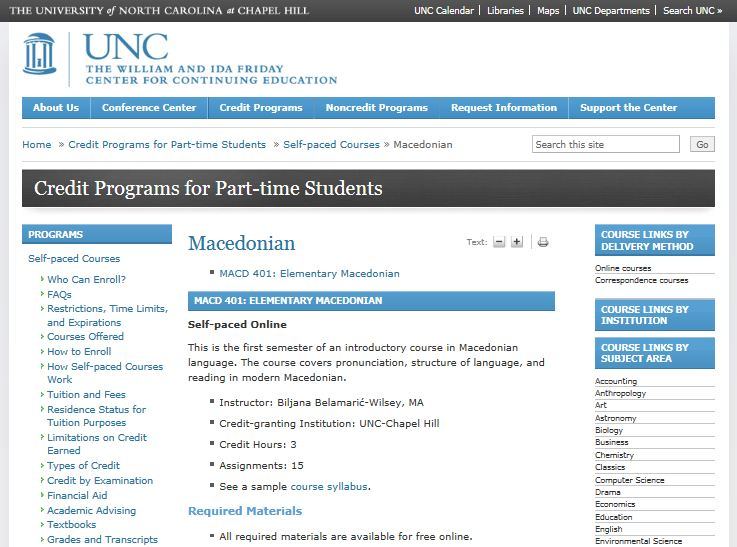 THE UNIVERSITY of NORTH CAROLINA at CHAPEL HILL
UNC Calendar | Libraries | Maps | UNC Departments | Search UNC »
UNC
THE WILLIAM AND IDA FRIDAY
CENTER FOR CONTINUING EDUCATION
About Us Conference Center Credit Programs Noncredit Programs Request Information Support the Center
Home » Credit Programs for Part-time Students » Self-paced Courses » Macedonian
Search this site Go
Credit Programs for Part-time Students
PROGRAMS
Self-paced Courses
Who Can Enroll?
FAQs
Restrictions, Time Limits,
and Expirations
Courses Offered
How to Enroll
How Self-paced Courses
Work
Tuition and Fees
Residence Status for
Tuition Purposes
Limitations on Credit
Earned
Types of Credit
Credit by Examination
Financial Aid
Academic Advising
Textbooks
Grades and Transcripts
Macedonian
Text: − +
MACD 401: Elementary Macedonian
MACD 401: ELEMENTARY MACEDONIAN
Self-paced Online
This is the first semester of an introductory course in Macedonian
language. The course covers pronunciation, structure of language, and
reading in modern Macedonian.
Instructor: Biljana Belamarić-Wilsey, MA
Credit-granting Institution: UNC-Chapel Hill
Credit Hours: 3
Assignments: 15
See a sample course syllabus.
Required Materials
All required materials are available for free online.
COURSE LINKS BY
DELIVERY METHOD
Online courses
Correspondence courses
COURSE LINKS BY
INSTITUTION
COURSE LINKS BY
SUBJECT AREA
Accounting
Anthropology
Art
Astronomy
Biology
Business
Chemistry
Classics
Computer Science
Drama
Economics
Education
English
Environmental Science